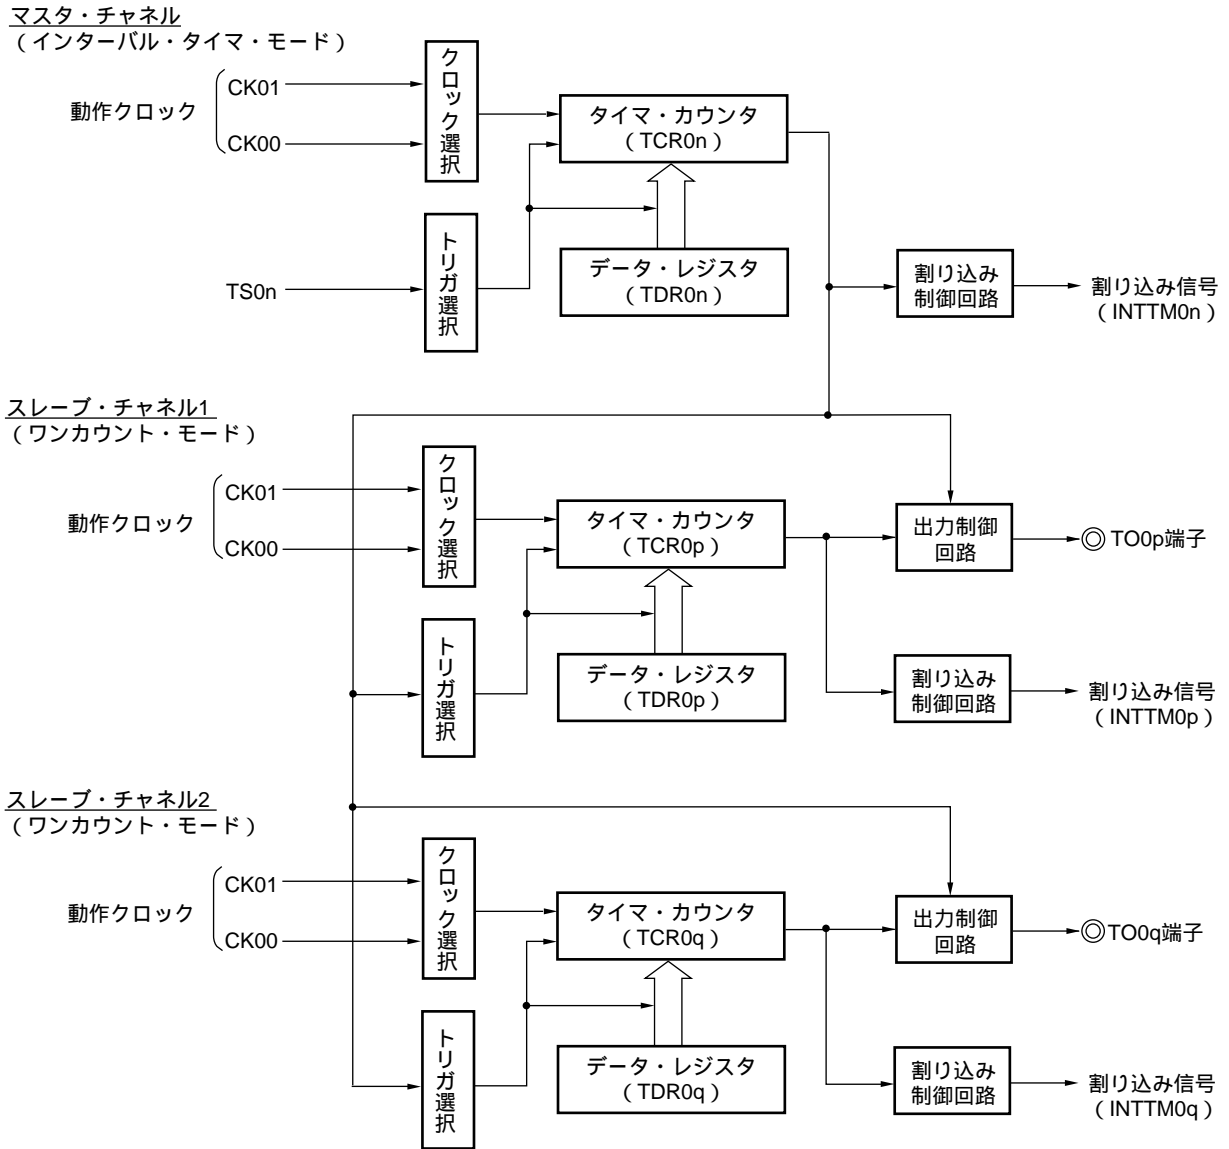 マスタ・チャネル
（インターバル・タイマ・モード）
動作クロック
CK01
CK00
クロック選択
タイマ・カウンタ
（TCR0n）
TS0n
トリガ選択
データ・レジスタ
（TDR0n）
割り込み
制御回路
割り込み信号
（INTTM0n）
スレーブ・チャネル1
（ワンカウント・モード）
動作クロック
CK01
CK00
クロック選択
タイマ・カウンタ
（TCR0p）
出力制御
回路
TO0p端子
トリガ選択
データ・レジスタ
（TDR0p）
割り込み
制御回路
割り込み信号
（INTTM0p）
スレーブ・チャネル2
（ワンカウント・モード）
動作クロック
CK01
CK00
クロック選択
タイマ・カウンタ
（TCR0q）
出力制御
回路
TO0q端子
トリガ選択
データ・レジスタ
（TDR0q）
割り込み
制御回路
割り込み信号
（INTTM0q）